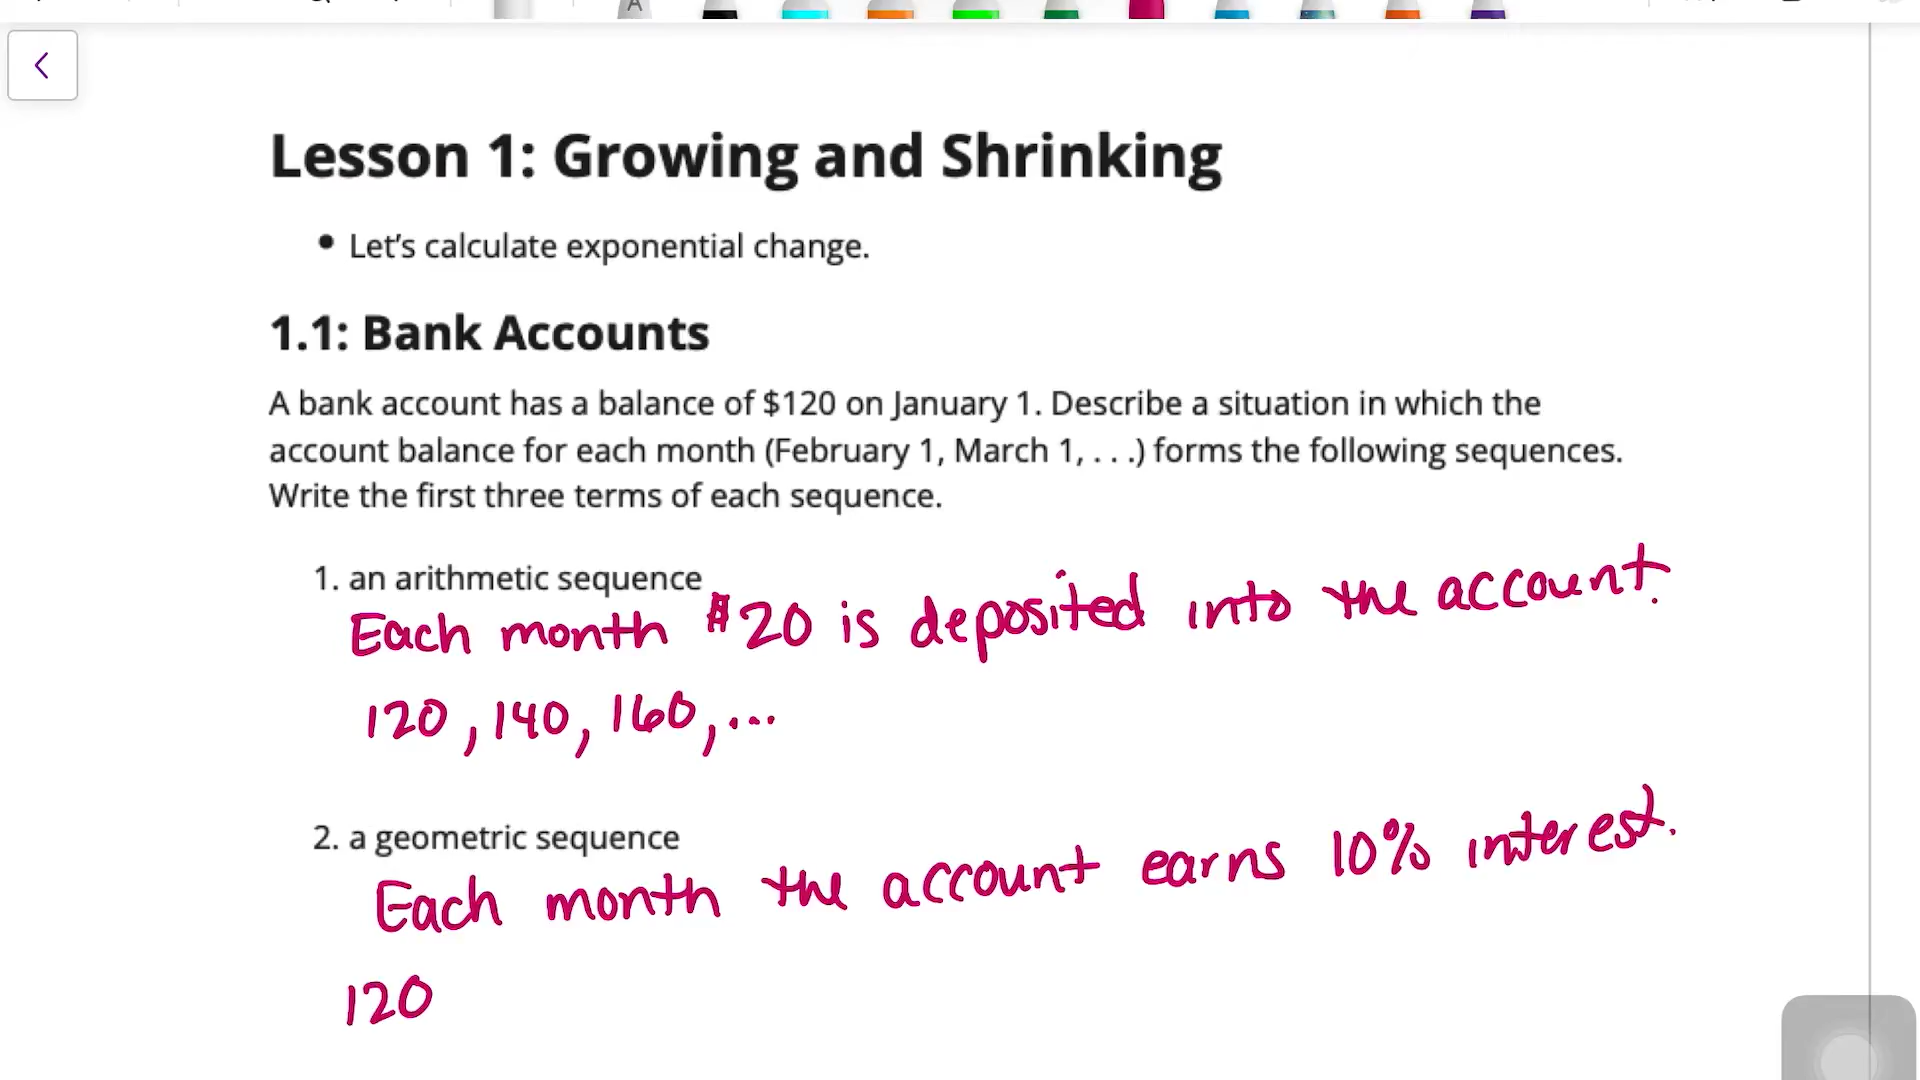 Lesson 1: Growing and Shrinking
• Let's calculate exponential change.
1.1: Bank Accounts
A bank account has a balance of $120 on January 1. Describe a situation in which the
account balance for each month (February 1, March 1, . . .) forms the following sequences.
Write the first three terms of each sequence.
1. an arithmetic sequence
Each month $20 is deposited into the account.
120, 140, 160, ...
2. a geometric sequence
Each month the account earns 10% interest.
120